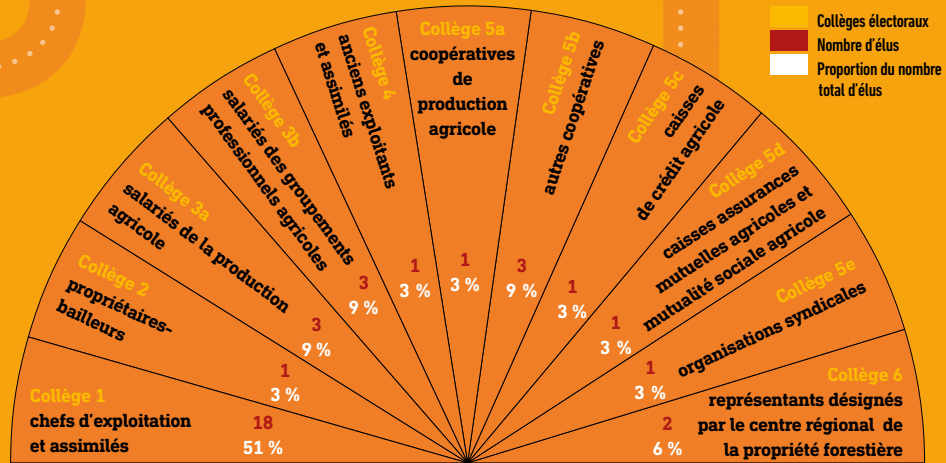 Collèges électoraux
Nombre d'élus
Proportion du nombre
total d'élus
Collège 1
chefs d'exploitation
et assimilés
18
51 %
Collège 2
propriétaires-
bailleurs
1
3 %
Collège 3a
salariés de la production
agricole
3
9 %
Collège 3b
salariés des groupements
professionnels agricoles
3
9 %
Collège 4
anciens exploitants
et assimilés
1
3 %
Collège 5a
coopératives
de
production
agricole
1
3 %
Collège 5b
autres coopératives
3
9 %
Collège 5c
caisses
de crédit agricole
1
3 %
Collège 5d
caisses assurances
mutuelles agricoles et
mutualité sociale agricole
1
3 %
Collège 5e
organisations syndicales
1
3 %
Collège 6
représentants désignés
par le centre régional de
la propriété forestière
2
6 %